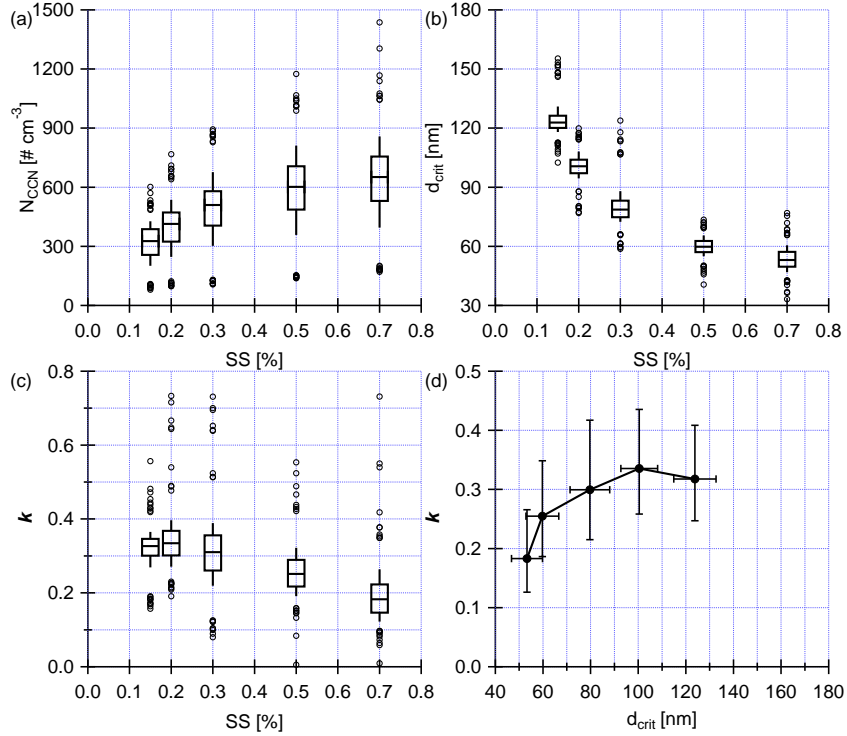 (a)
1500
1200
900
600
300
0
N_CCN [# cm^-3]
0.0 0.1 0.2 0.3 0.4 0.5 0.6 0.7 0.8
SS [%]
(b)
180
150
120
90
60
30
d_crit [nm]
0.0 0.1 0.2 0.3 0.4 0.5 0.6 0.7 0.8
SS [%]
(c)
0.8
0.6
0.4
0.2
0.0
k
0.0 0.1 0.2 0.3 0.4 0.5 0.6 0.7 0.8
SS [%]
(d)
0.5
0.4
0.3
0.2
0.1
0.0
k
40 60 80 100 120 140 160 180
d_crit [nm]